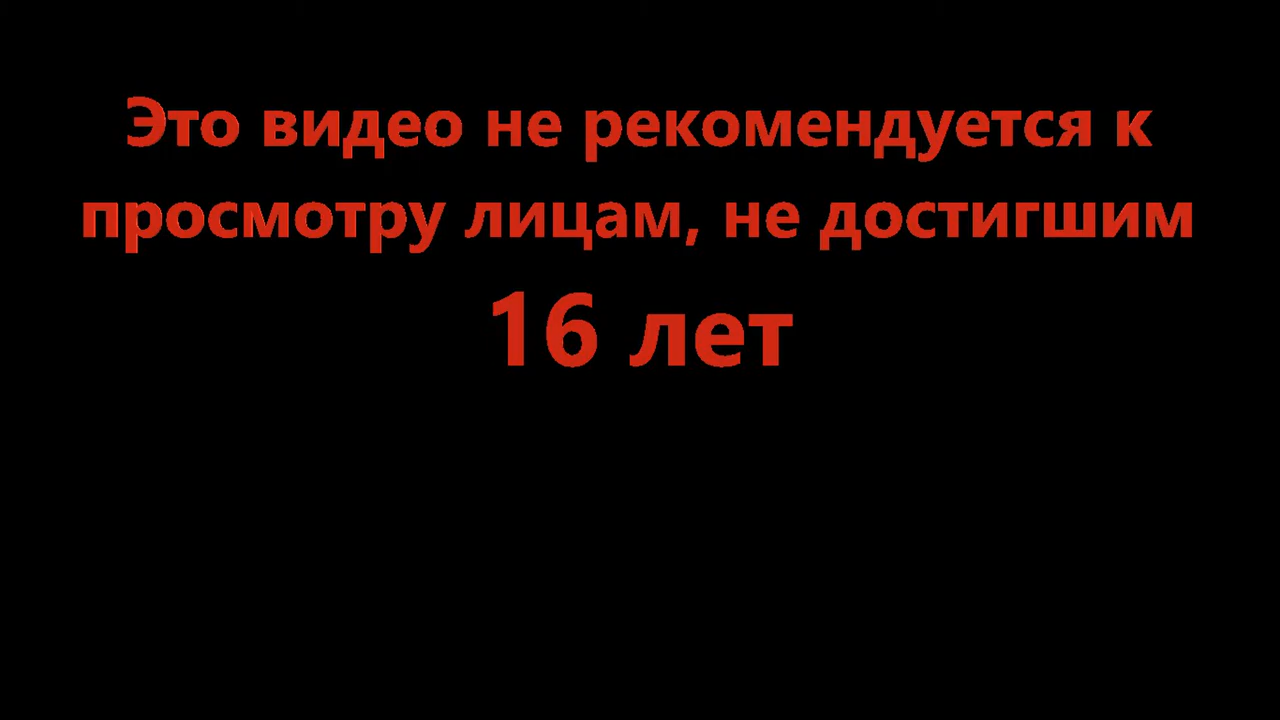 Это видео не рекомендуется к
просмотру лицам, не достигшим
16 лет